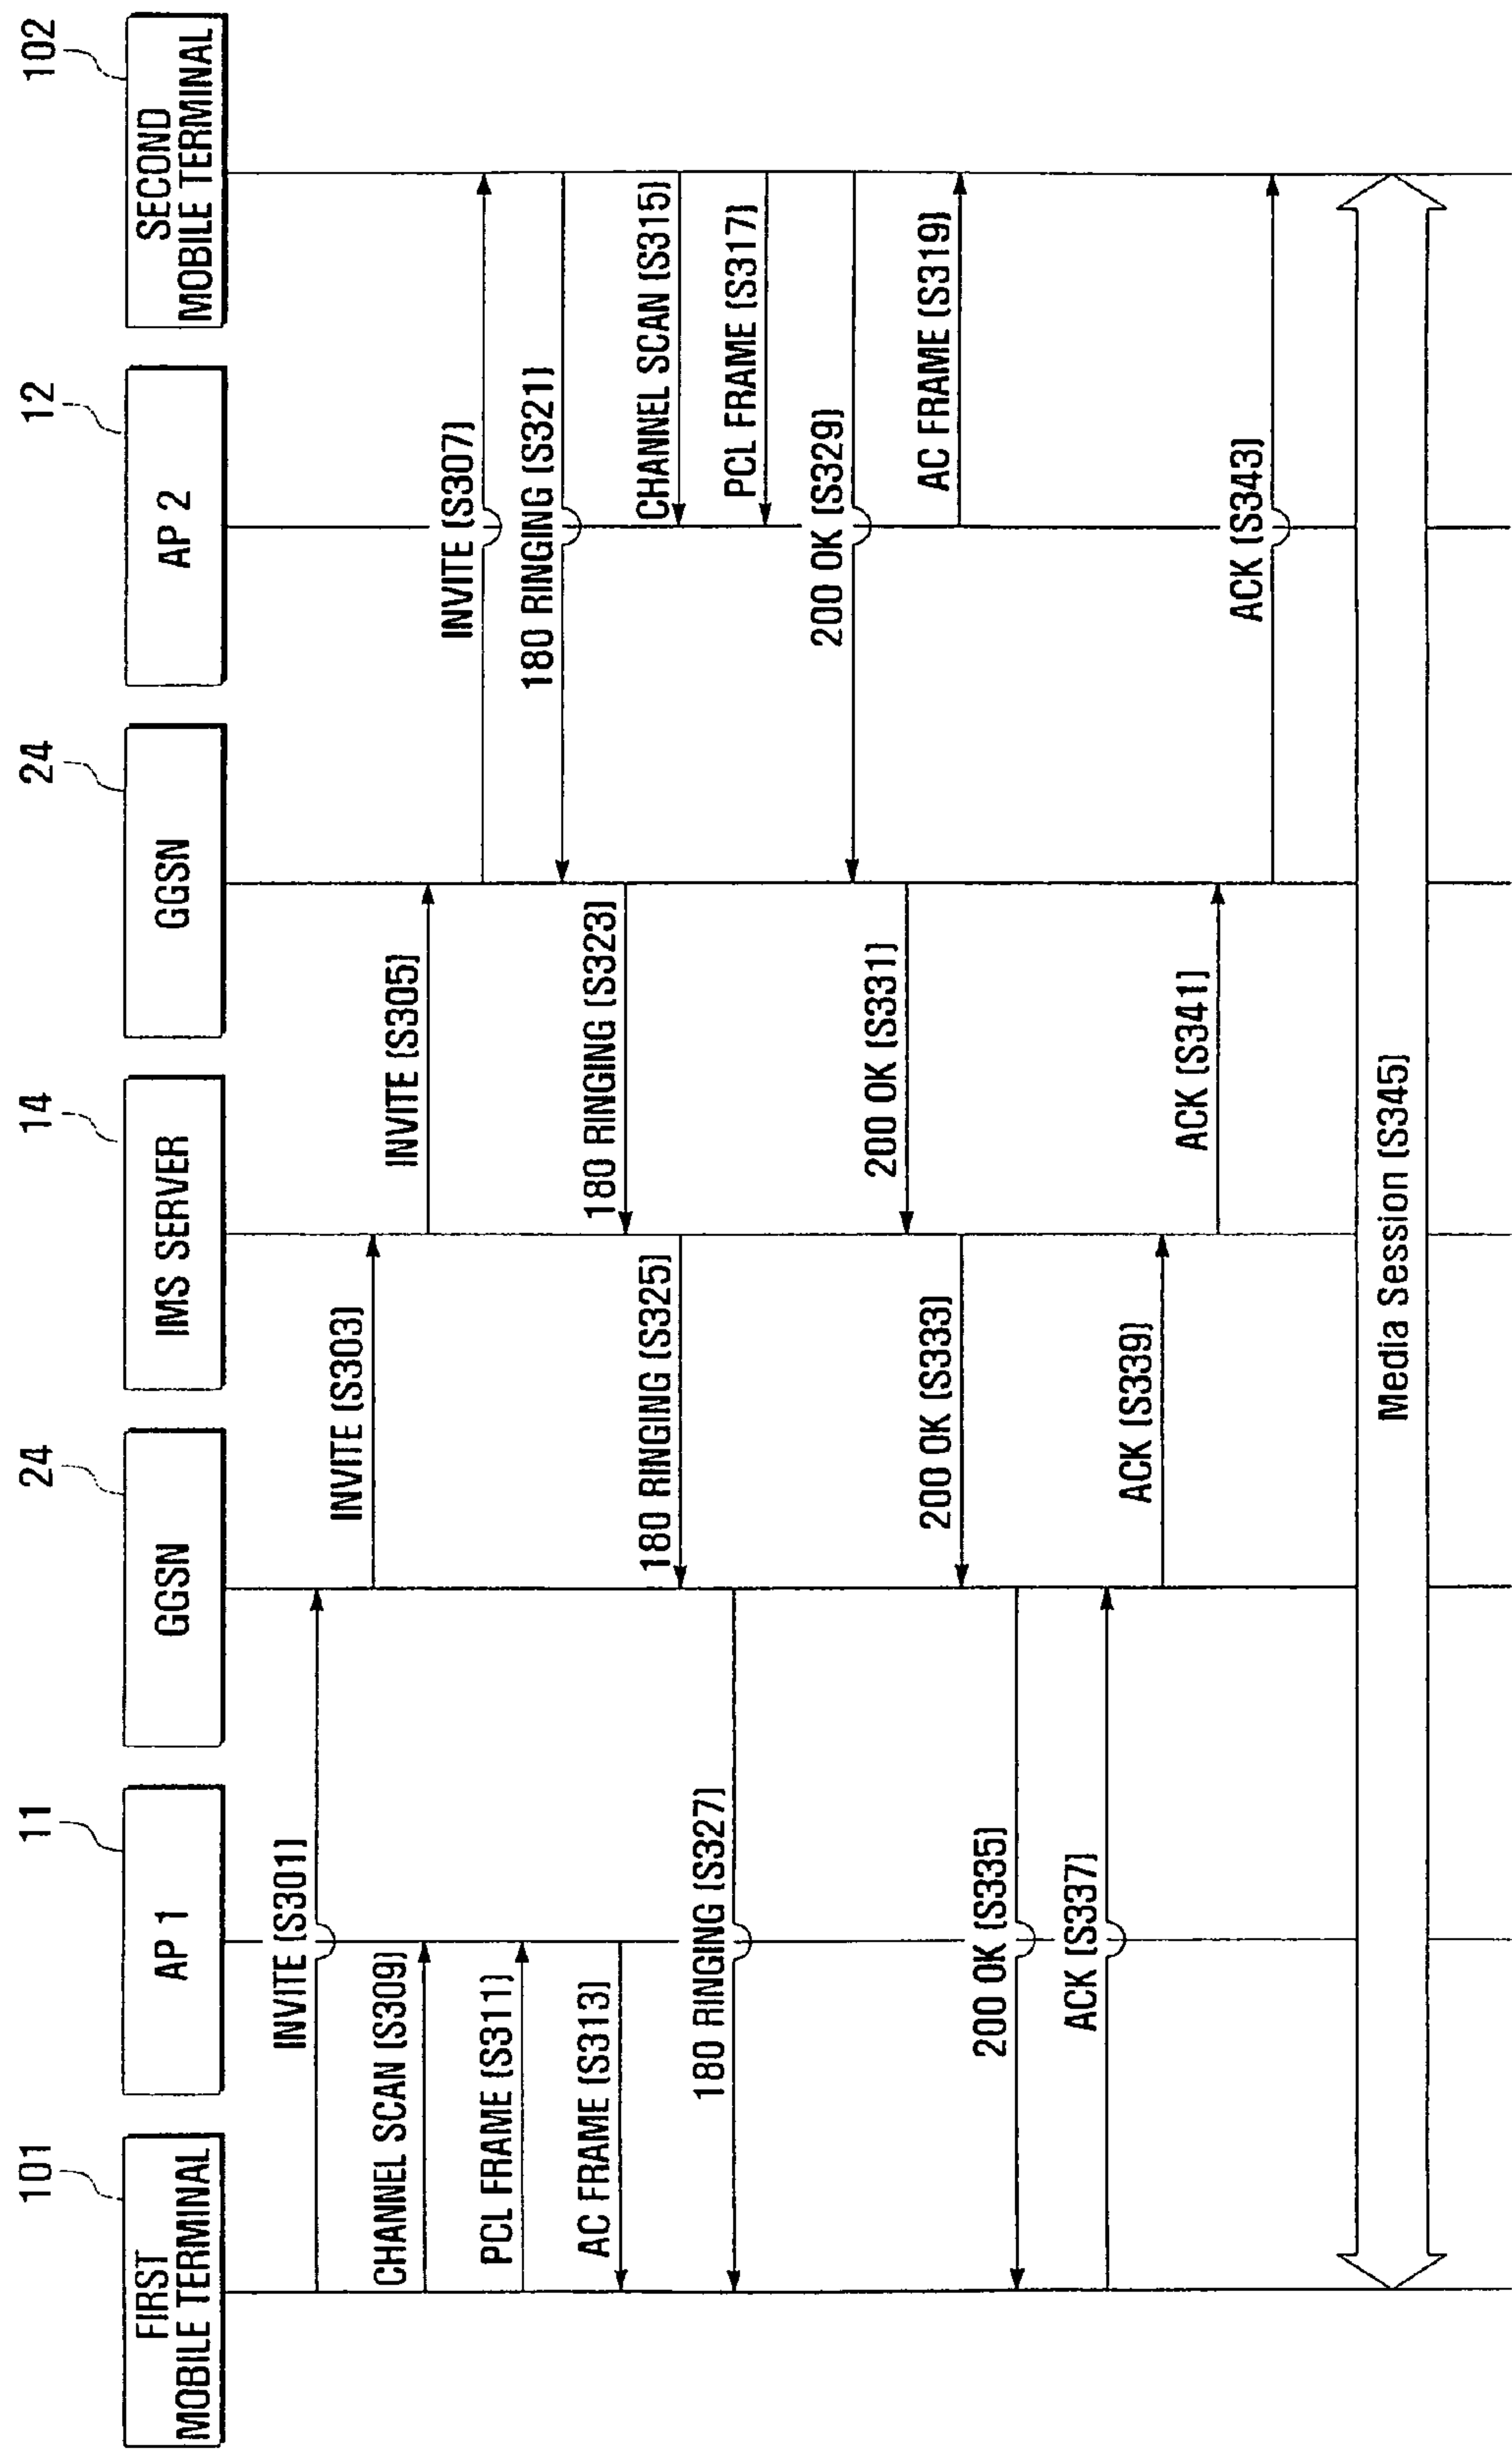 101
11
24
14
24
12
102
FIRST
MOBILE TERMINAL
AP 1
GGSN
IMS SERVER
GGSN
AP 2
SECOND
MOBILE TERMINAL
INVITE (S301)
INVITE (S303)
INVITE (S305)
INVITE (S307)
CHANNEL SCAN (S309)
PCL FRAME (S311)
AC FRAME (S313)
180 RINGING (S321)
180 RINGING (S323)
180 RINGING (S325)
180 RINGING (S327)
CHANNEL SCAN (S315)
PCL FRAME (S317)
200 OK (S329)
AC FRAME (S319)
200 OK (S331)
200 OK (S333)
200 OK (S335)
ACK (S337)
ACK (S339)
ACK (S341)
ACK (S343)
Media Session (S345)